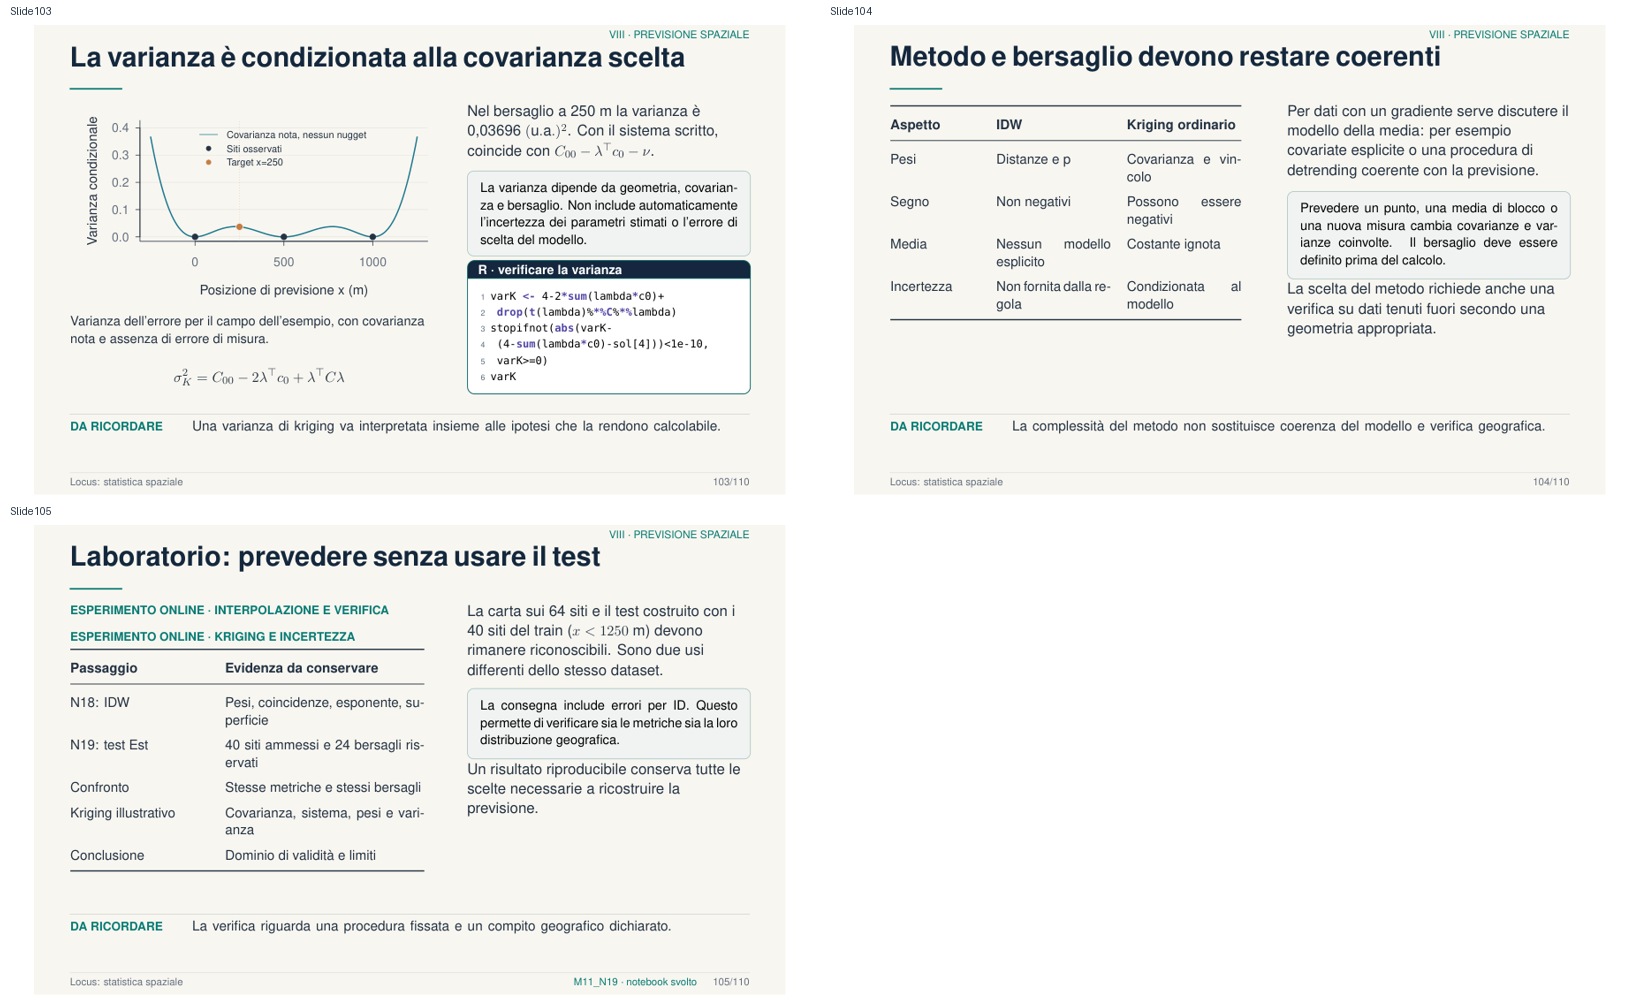 Slide103
VIII · PREVISIONE SPAZIALE
La varianza è condizionata alla covarianza scelta
Varianza condizionale
0.4
0.3
0.2
0.1
0.0
Covarianza nota, nessun nugget
Siti osservati
Target x=250
0 500 1000
Posizione di previsione x (m)
Varianza dell'errore per il campo dell'esempio, con covarianza
nota e assenza di errore di misura.
σ²_K = C₀₀ − 2λ⊤c₀ + λ⊤Cλ
Nel bersaglio a 250 m la varianza è
0,03696 (u.a.)². Con il sistema scritto,
coincide con C₀₀ − λ⊤c₀ − ν.
La varianza dipende da geometria, covarian-
za e bersaglio. Non include automaticamente
l'incertezza dei parametri stimati o l'errore di
scelta del modello.
R · verificare la varianza
1 varK <- 4-2*sum(lambda*c0)+
2 drop(t(lambda)%*%C%*%lambda)
3 stopifnot(abs(varK-
4 (4-sum(lambda*c0)-sol[4]))<1e-10,
5 varK>=0)
6 varK
DA RICORDARE Una varianza di kriging va interpretata insieme alle ipotesi che la rendono calcolabile.
Locus: statistica spaziale 103/110
Slide104
VIII · PREVISIONE SPAZIALE
Metodo e bersaglio devono restare coerenti
Aspetto IDW Kriging ordinario
Pesi Distanze e p Covarianza e vin-
colo
Segno Non negativi Possono essere
negativi
Media Nessun modello Costante ignota
esplicito
Incertezza Non fornita dalla re- Condizionata al
gola modello
Per dati con un gradiente serve discutere il
modello della media: per esempio
covariate esplicite o una procedura di
detrending coerente con la previsione.
Prevedere un punto, una media di blocco o
una nuova misura cambia covarianze e var-
ianze coinvolte. Il bersaglio deve essere
definito prima del calcolo.
La scelta del metodo richiede anche una
verifica su dati tenuti fuori secondo una
geometria appropriata.
DA RICORDARE La complessità del metodo non sostituisce coerenza del modello e verifica geografica.
Locus: statistica spaziale 104/110
Slide105
VIII · PREVISIONE SPAZIALE
Laboratorio: prevedere senza usare il test
ESPERIMENTO ONLINE · INTERPOLAZIONE E VERIFICA
ESPERIMENTO ONLINE · KRIGING E INCERTEZZA
Passaggio Evidenza da conservare
N18: IDW Pesi, coincidenze, esponente, su-
perficie
N19: test Est 40 siti ammessi e 24 bersagli ris-
ervati
Confronto Stesse metriche e stessi bersagli
Kriging illustrativo Covarianza, sistema, pesi e vari-
anza
Conclusione Dominio di validità e limiti
La carta sui 64 siti e il test costruito con i
40 siti del train (x < 1250 m) devono
rimanere riconoscibili. Sono due usi
differenti dello stesso dataset.
La consegna include errori per ID. Questo
permette di verificare sia le metriche sia la loro
distribuzione geografica.
Un risultato riproducibile conserva tutte le
scelte necessarie a ricostruire la
previsione.
DA RICORDARE La verifica riguarda una procedura fissata e un compito geografico dichiarato.
Locus: statistica spaziale M11_N19 · notebook svolto 105/110